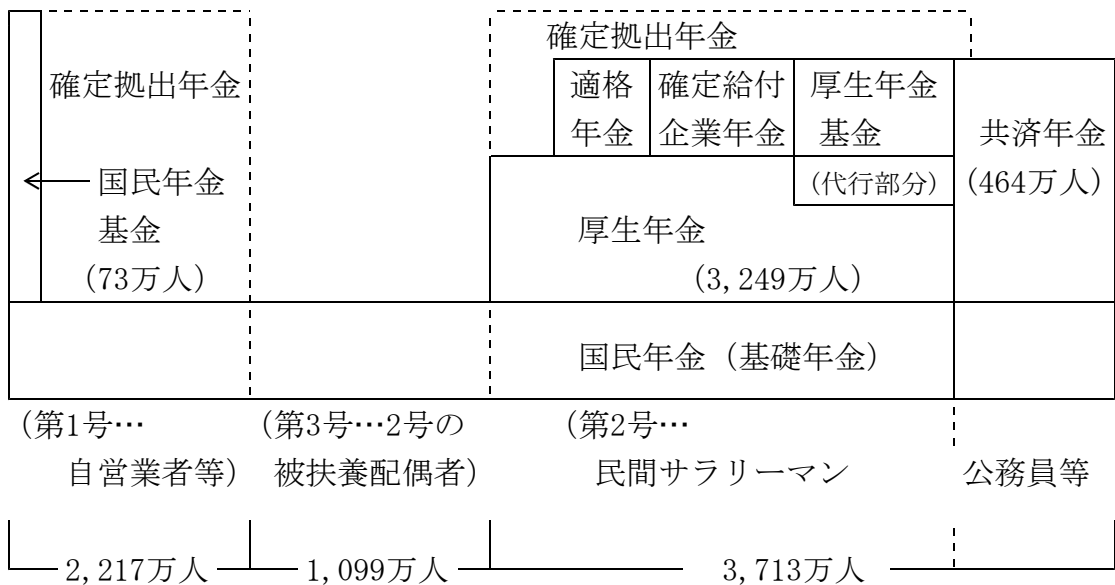 確定拠出年金
確定拠出年金
適格年金
確定給付企業年金
厚生年金基金
共済年金
(464万人)
国民年金基金
(73万人)
(代行部分)
厚生年金
(3,249万人)
国民年金（基礎年金）
(第1号…
自営業者等)
(第3号…2号の
被扶養配偶者)
(第2号…
民間サラリーマン
公務員等
2,217万人
1,099万人
3,713万人